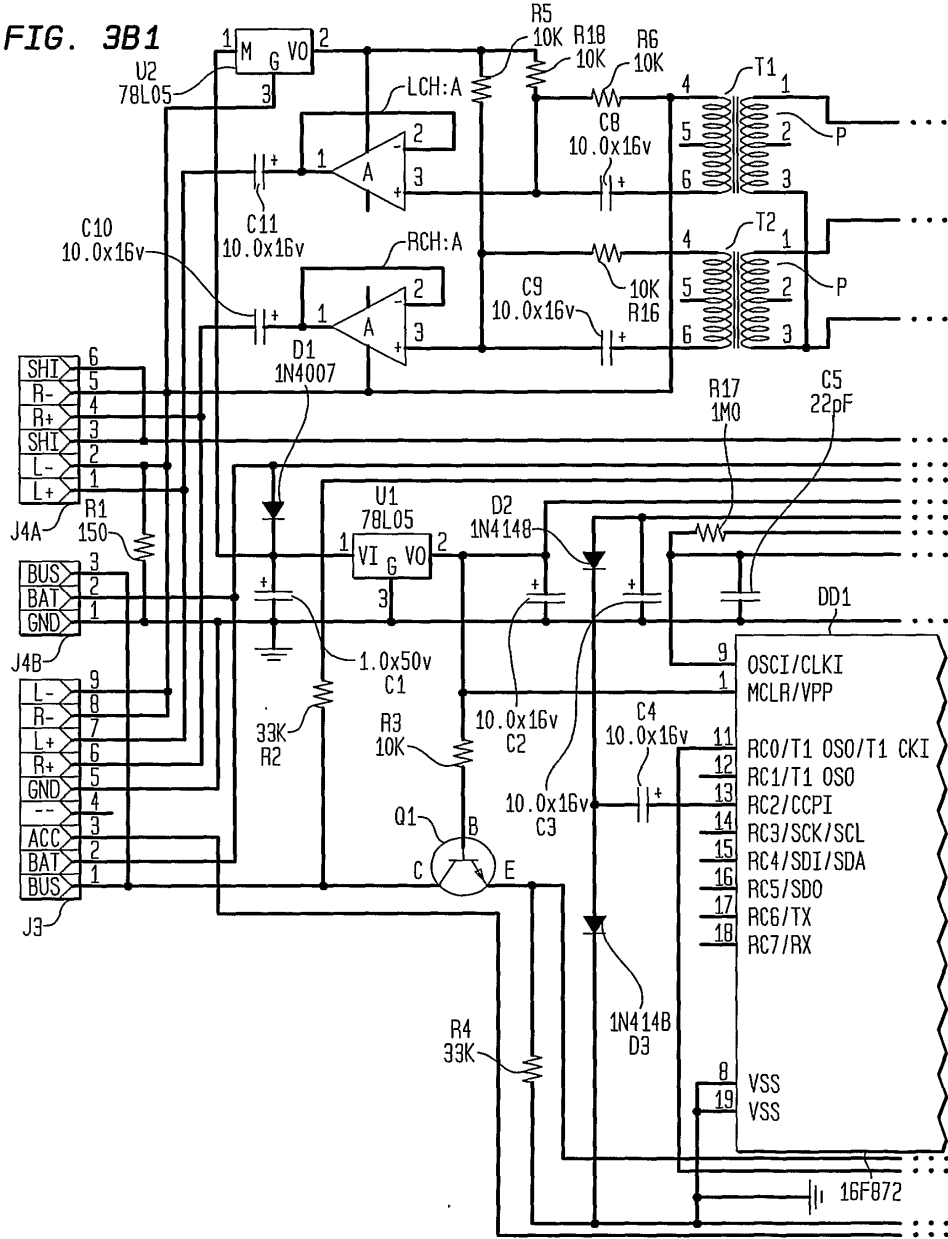 FIG. 3B1
1 M G VO 2
3
U2
78L05
R5
10K
R18
10K
R6
10K
LCH:A
1 A 2 3
- +
C8
10.0x16v
+
C11
10.0x16v
+
C10
10.0x16v
+
T1
4 5 6
1 2 3
P
RCH:A
1 A 2 3
- +
C9
10.0x16v
+
10K
R16
T2
4 5 6
1 2 3
P
D1
1N4007
SHI 6
R- 5
R+ 4
SHI 3
L- 2
L+ 1
J4A
R1
150
R17
1M0
C5
22pF
U1
78L05
1 VI G VO 2
3
D2
1N4148
BUS 3
BAT 2
GND 1
J4B
+
1.0x50v
C1
+
10.0x16v
C2
+
10.0x16v
C3
33K
R2
R3
10K
C4
10.0x16v
+
L- 9
R- 8
L+ 7
R+ 6
GND 5
-- 4
ACC 3
BAT 2
BUS 1
J3
Q1
B
C E
R4
33K
1N414B
D3
DD1
9 OSCI/CLKI
1 MCLR/VPP
11 RC0/T1 OSO/T1 CKI
12 RC1/T1 OSO
13 RC2/CCPI
14 RC3/SCK/SCL
15 RC4/SDI/SDA
16 RC5/SDO
17 RC6/TX
18 RC7/RX
8 VSS
19 VSS
16F872